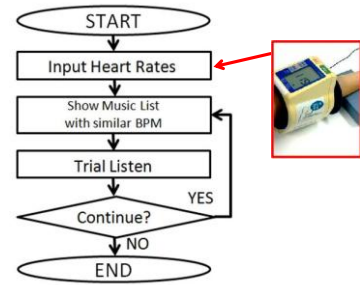 START
Input Heart Rates
Show Music List
with similar BPM
Trial Listen
YES
Continue?
NO
END